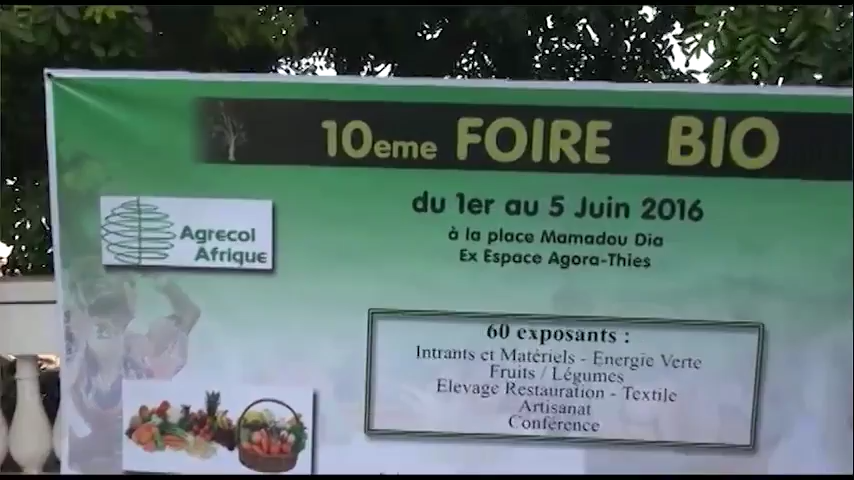 10eme FOIRE BIO
du 1er au 5 Juin 2016
à la place Mamadou Dia
Ex Espace Agora-Thies
Agrecol
Afrique
60 exposants :
Intrants et Matériels - Energie Verte
Fruits / Légumes
Elevage Restauration - Textile
Artisanat
Conférence